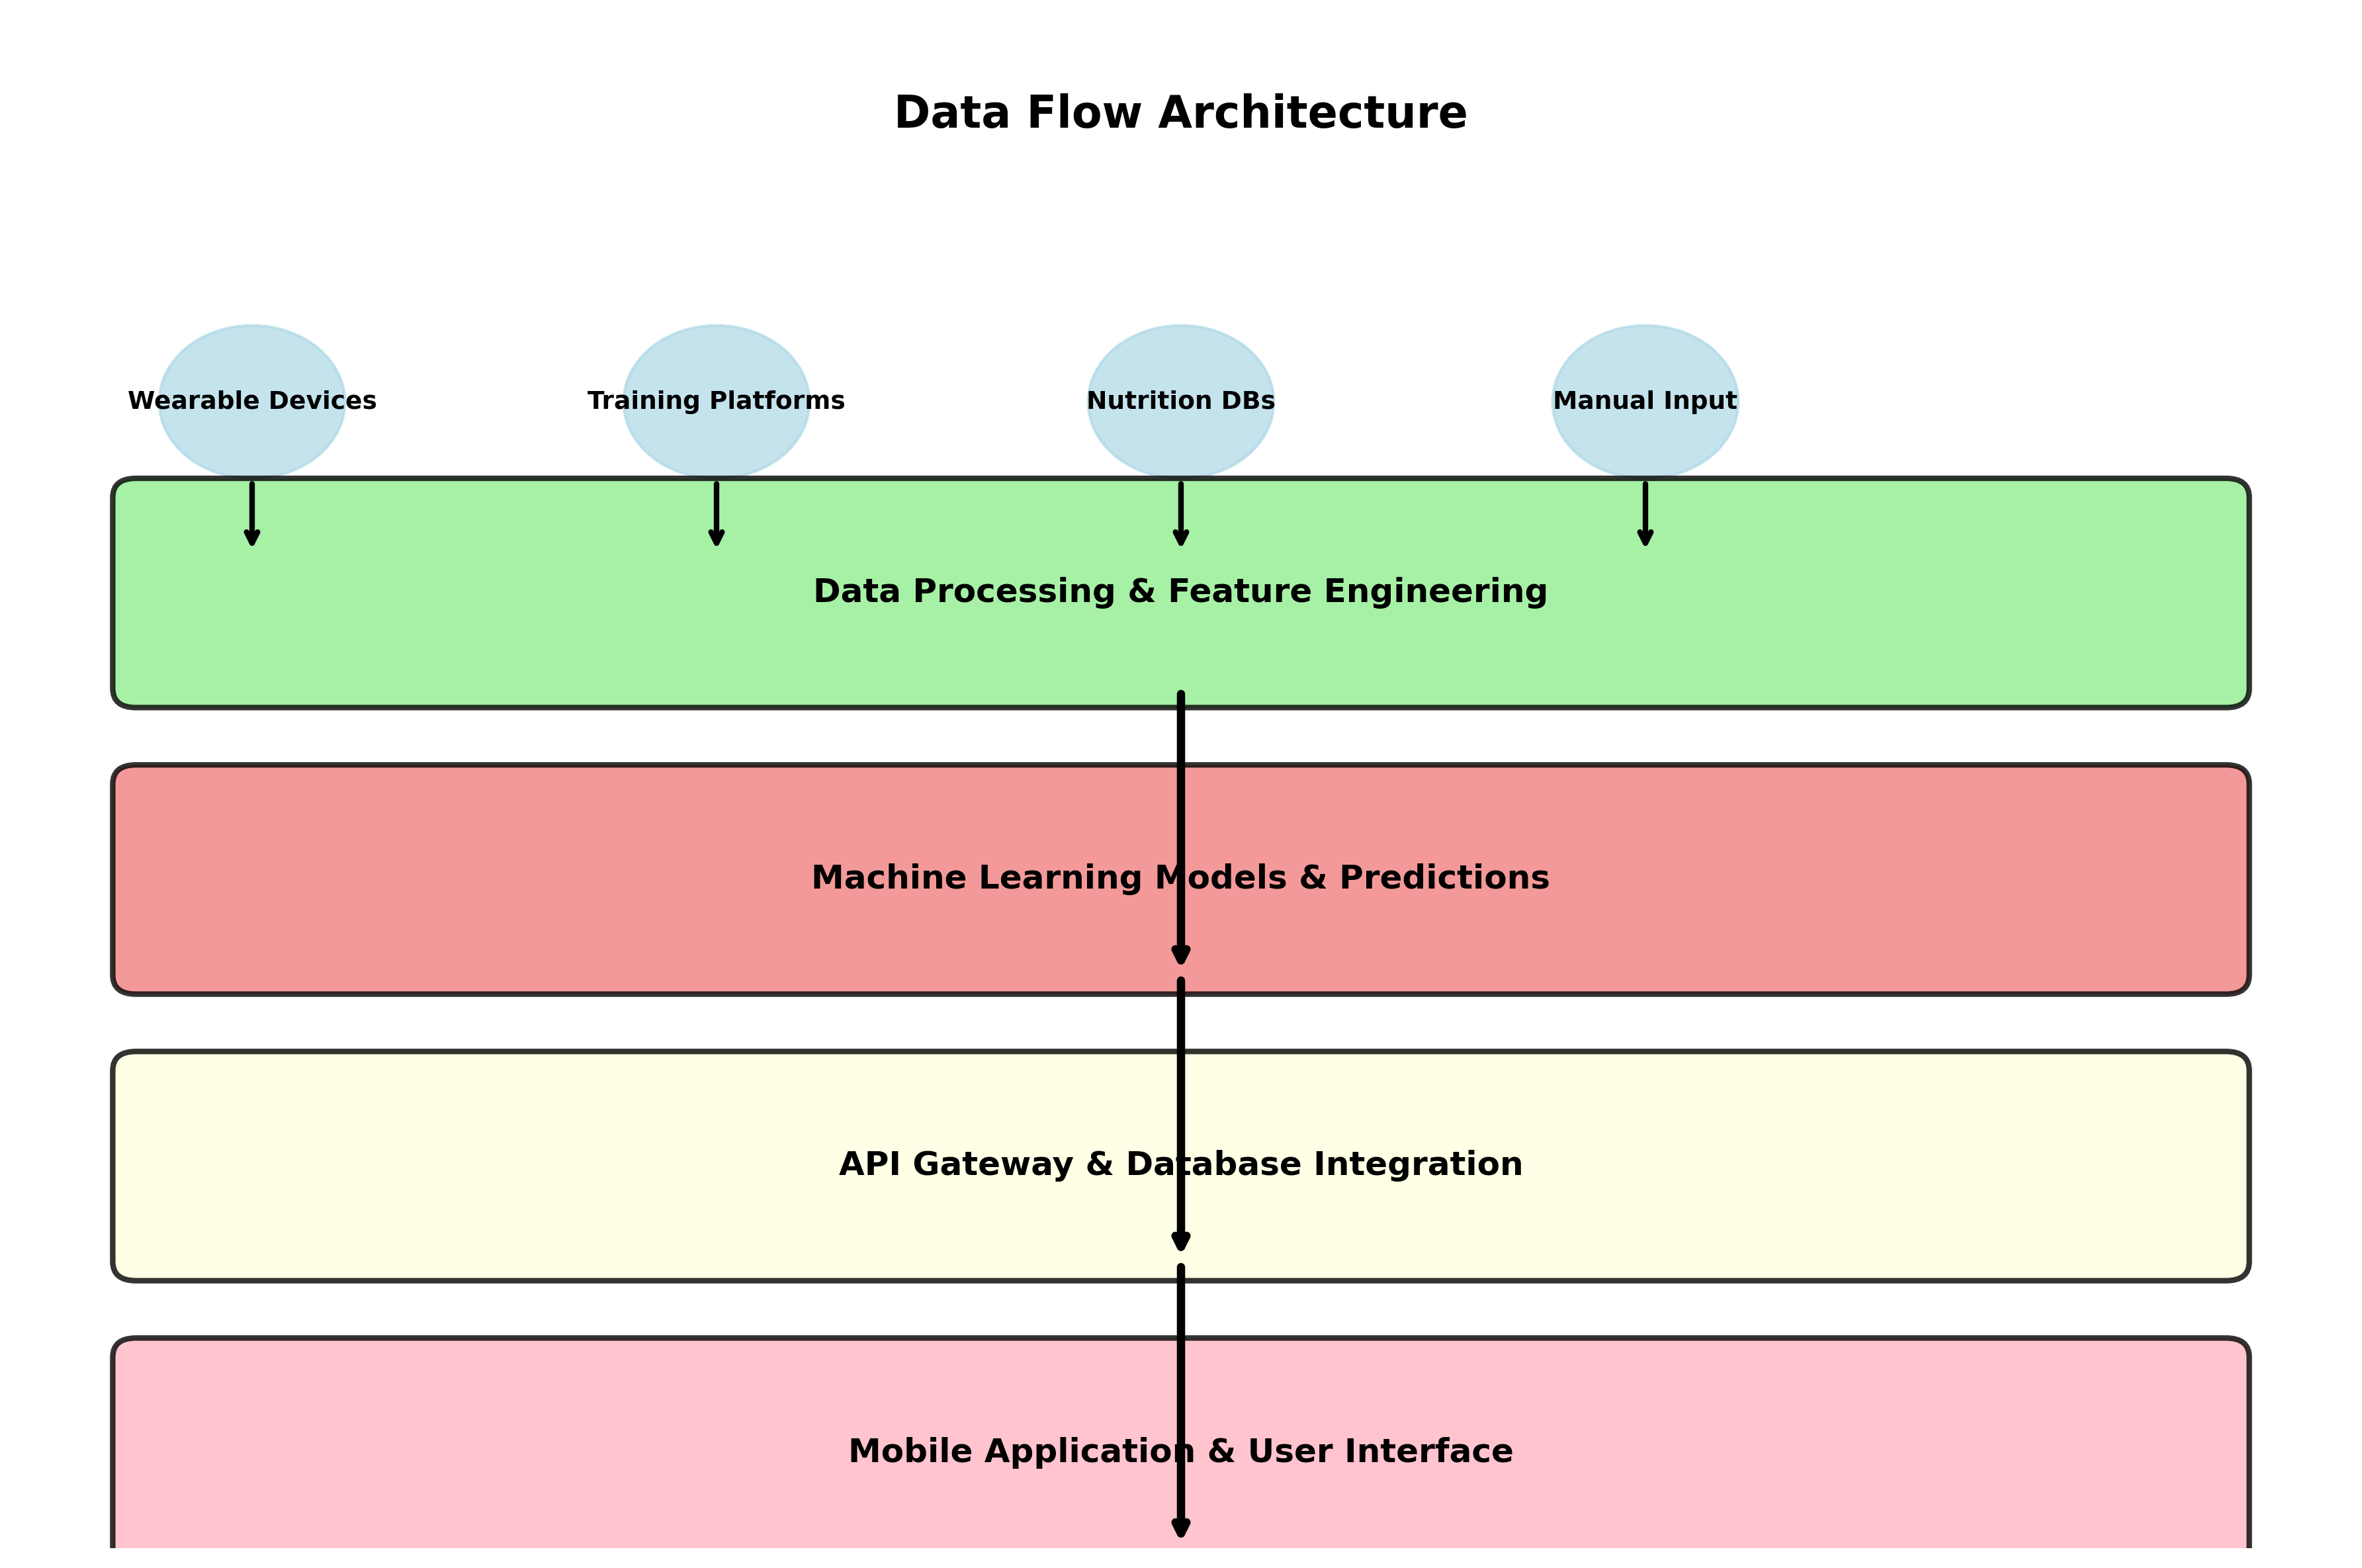 Data Flow Architecture
Wearable Devices
Training Platforms
Nutrition DBs
Manual Input
Data Processing & Feature Engineering
Machine Learning Models & Predictions
API Gateway & Database Integration
Mobile Application & User Interface